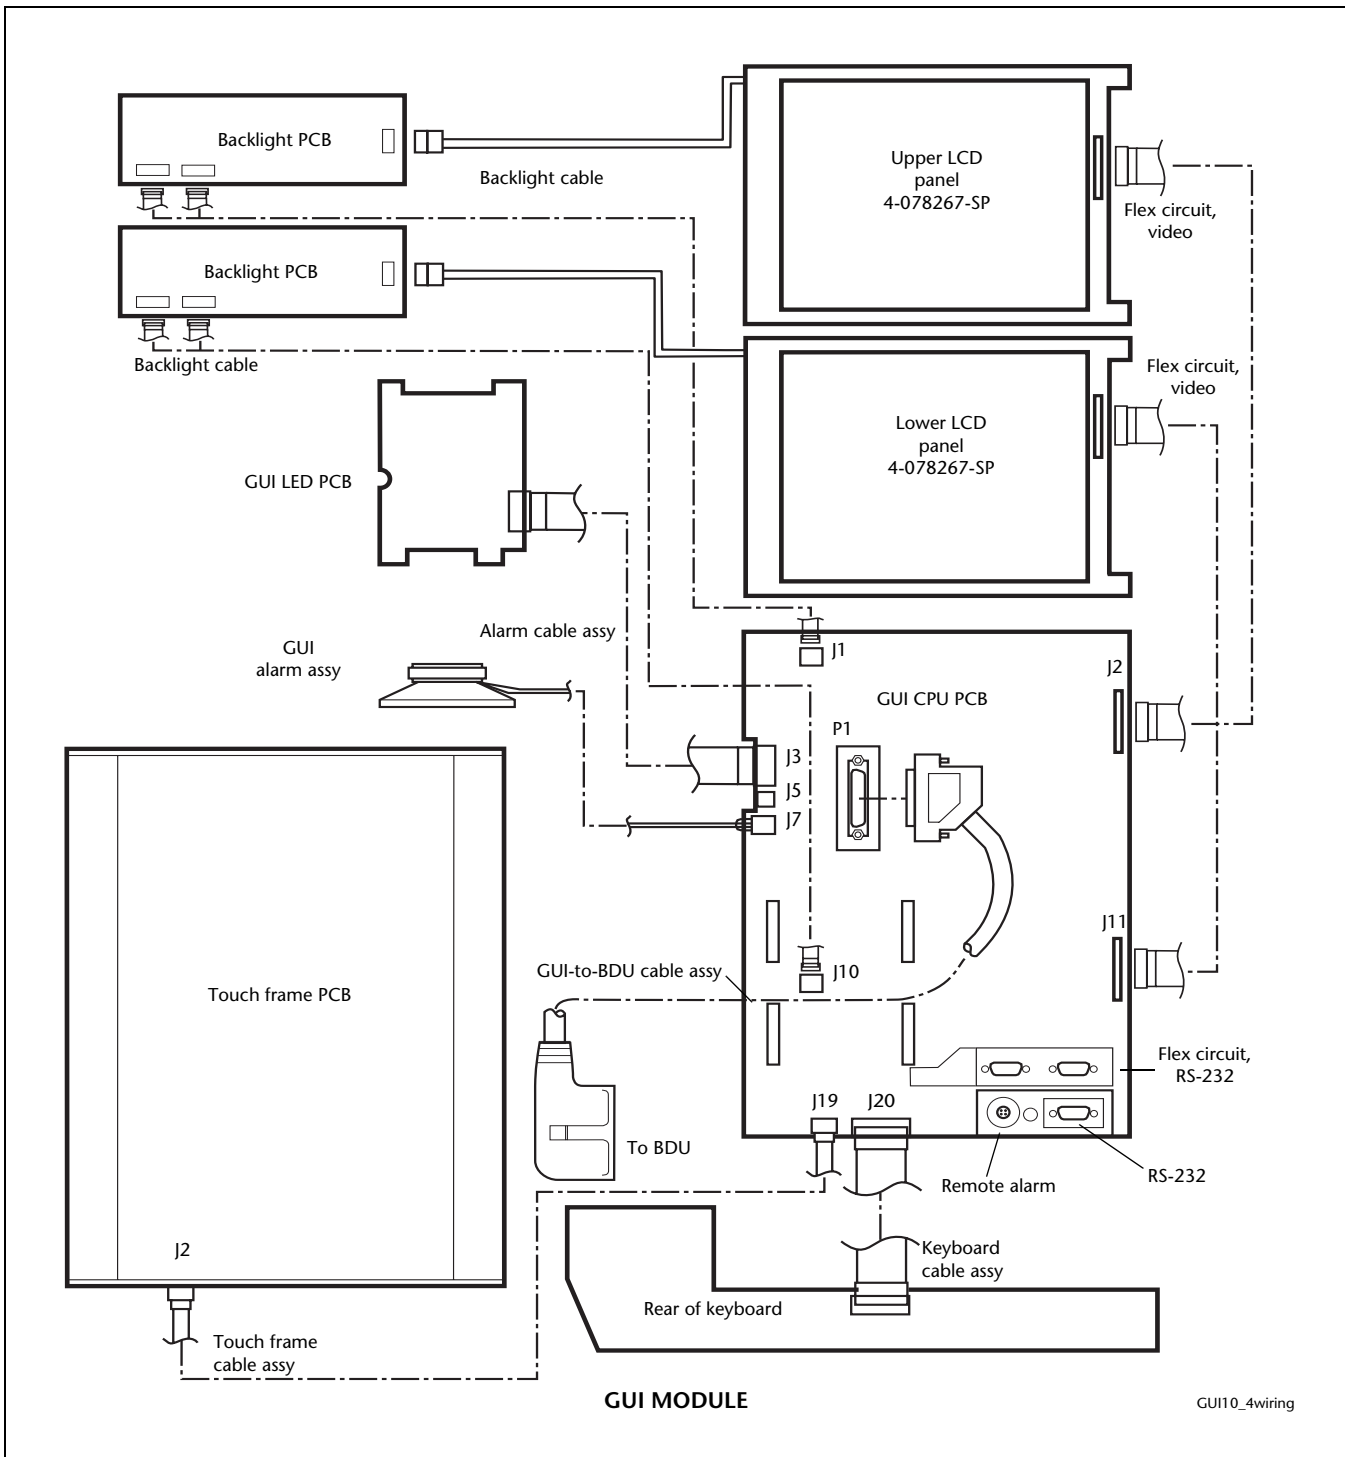 Backlight PCB
Backlight cable
Upper LCD
panel
4-078267-SP
Flex circuit,
video
Backlight PCB
Backlight cable
Flex circuit,
video
Lower LCD
panel
4-078267-SP
GUI LED PCB
Alarm cable assy
GUI
alarm assy
J1
J2
GUI CPU PCB
P1
J3
J5
J7
J11
GUI-to-BDU cable assy
J10
Touch frame PCB
Flex circuit,
RS-232
J19
J20
To BDU
Remote alarm
RS-232
J2
Keyboard
cable assy
Rear of keyboard
Touch frame
cable assy
GUI MODULE
GUI10_4wiring